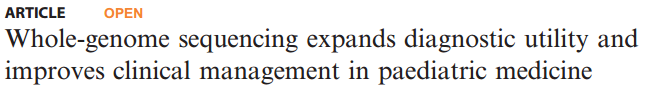 ARTICLE OPEN
Whole-genome sequencing expands diagnostic utility and
improves clinical management in paediatric medicine